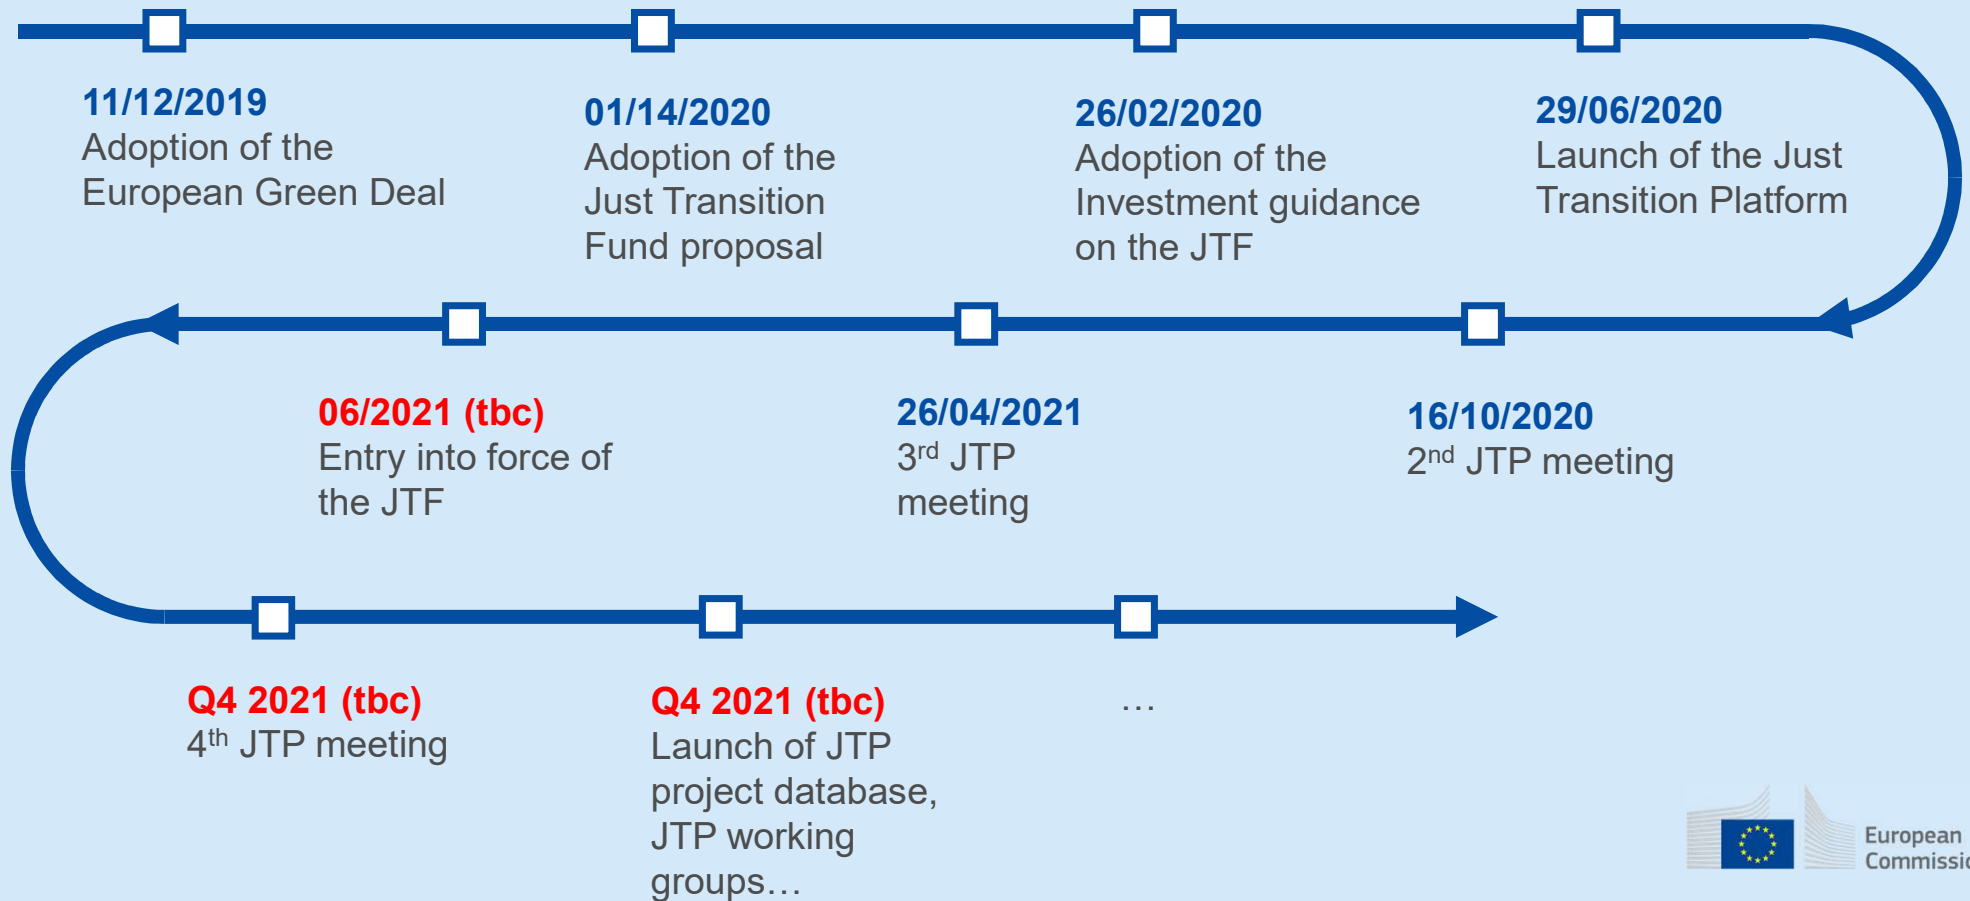 11/12/2019
Adoption of the
European Green Deal
01/14/2020
Adoption of the
Just Transition
Fund proposal
26/02/2020
Adoption of the
Investment guidance
on the JTF
29/06/2020
Launch of the Just
Transition Platform
16/10/2020
2nd JTP meeting
26/04/2021
3rd JTP
meeting
06/2021 (tbc)
Entry into force of
the JTF
Q4 2021 (tbc)
4th JTP meeting
Q4 2021 (tbc)
Launch of JTP
project database,
JTP working
groups…
…
European
Commissio